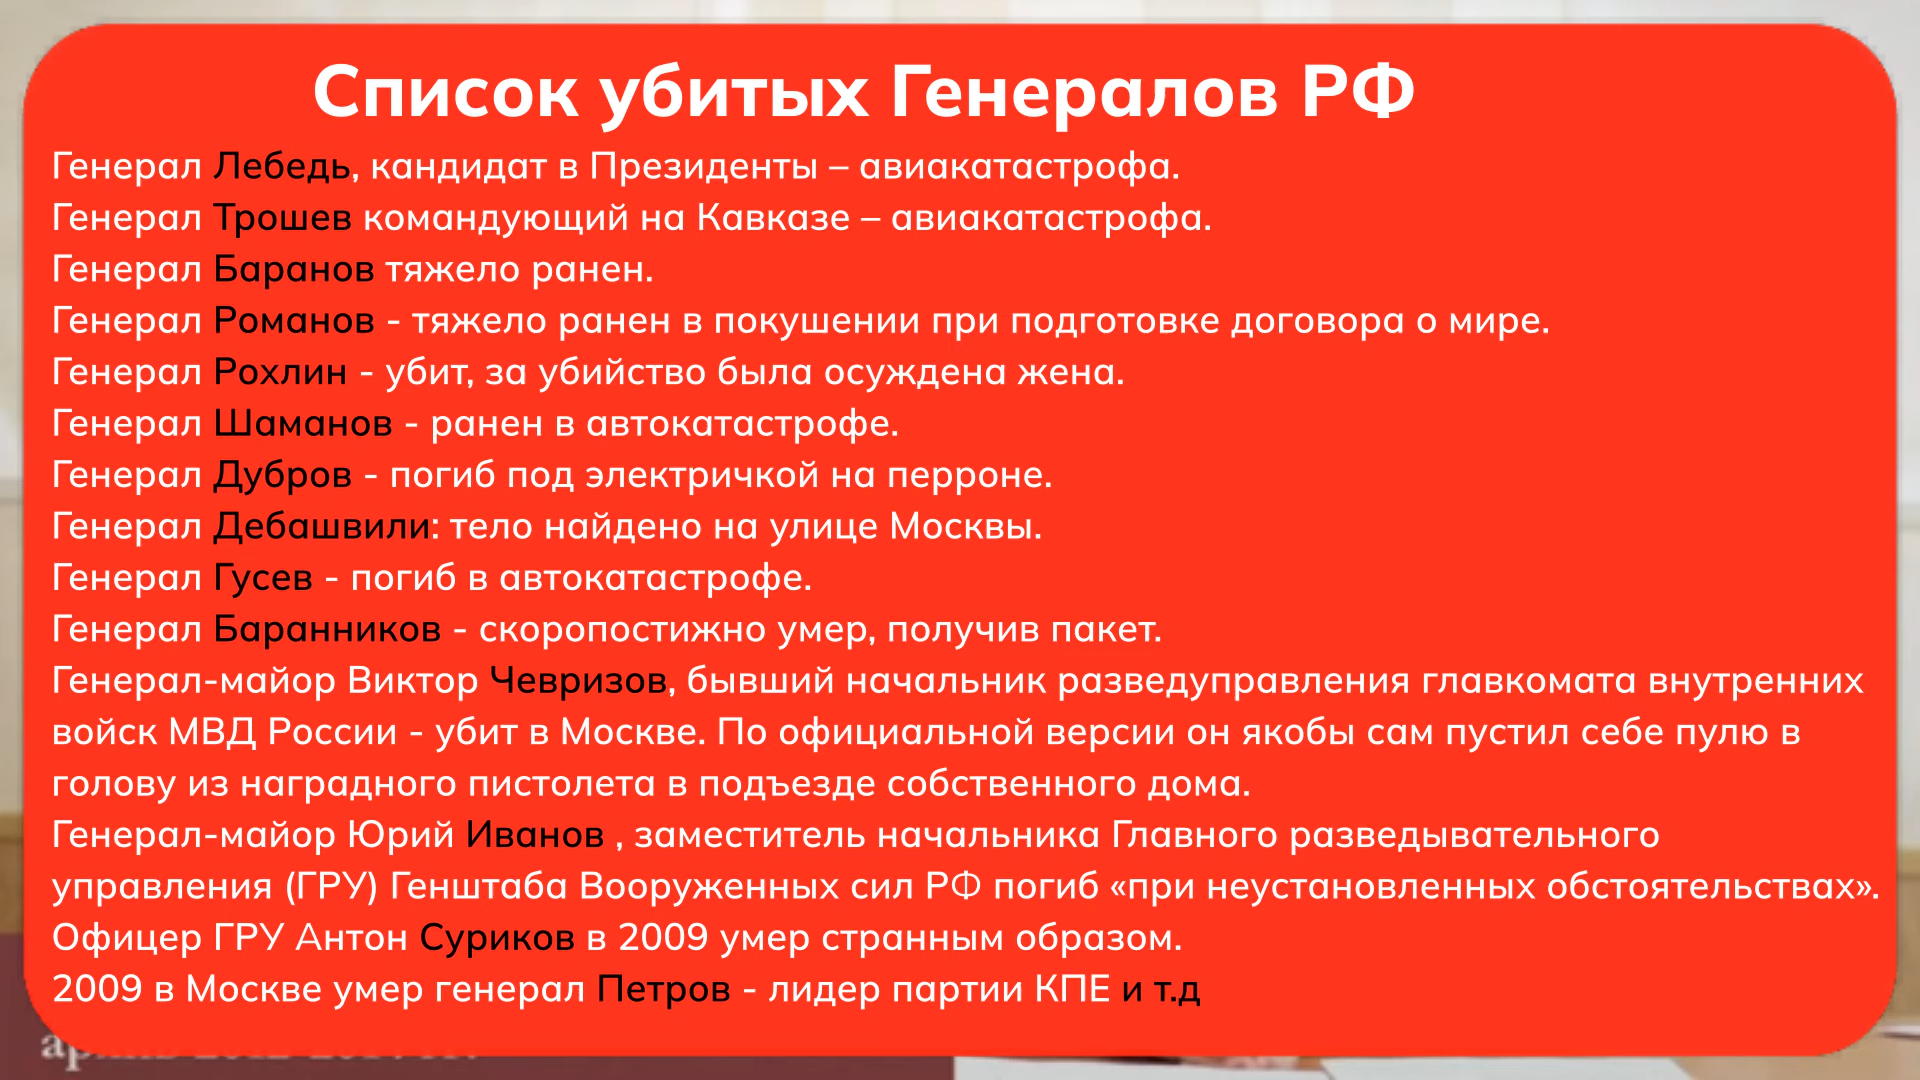 Список убитых Генералов РФ
Генерал Лебедь, кандидат в Президенты – авиакатастрофа.
Генерал Трошев командующий на Кавказе – авиакатастрофа.
Генерал Баранов тяжело ранен.
Генерал Романов - тяжело ранен в покушении при подготовке договора о мире.
Генерал Рохлин - убит, за убийство была осуждена жена.
Генерал Шаманов - ранен в автокатастрофе.
Генерал Дубров - погиб под электричкой на перроне.
Генерал Дебашвили: тело найдено на улице Москвы.
Генерал Гусев - погиб в автокатастрофе.
Генерал Баранников - скоропостижно умер, получив пакет.
Генерал-майор Виктор Чевризов, бывший начальник разведуправления главкомата внутренних
войск МВД России - убит в Москве. По официальной версии он якобы сам пустил себе пулю в
голову из наградного пистолета в подъезде собственного дома.
Генерал-майор Юрий Иванов , заместитель начальника Главного разведывательного
управления (ГРУ) Генштаба Вооруженных сил РФ погиб «при неустановленных обстоятельствах».
Офицер ГРУ Антон Суриков в 2009 умер странным образом.
2009 в Москве умер генерал Петров - лидер партии КПЕ и т.д